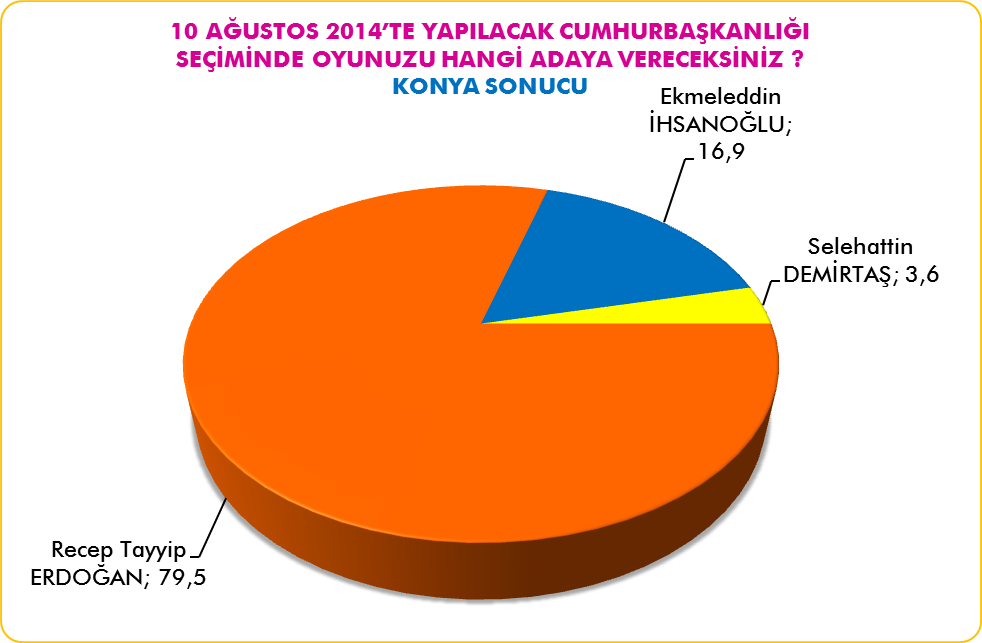 10 AĞUSTOS 2014’TE YAPILACAK CUMHURBAŞKANLIĞI
SEÇİMİNDE OYUNUZU HANGİ ADAYA VERECEKSİNİZ ?
KONYA SONUCU
Ekmeleddin
İHSANOĞLU;
16,9
Selehattin
DEMİRTAŞ; 3,6
Recep Tayyip
ERDOĞAN; 79,5